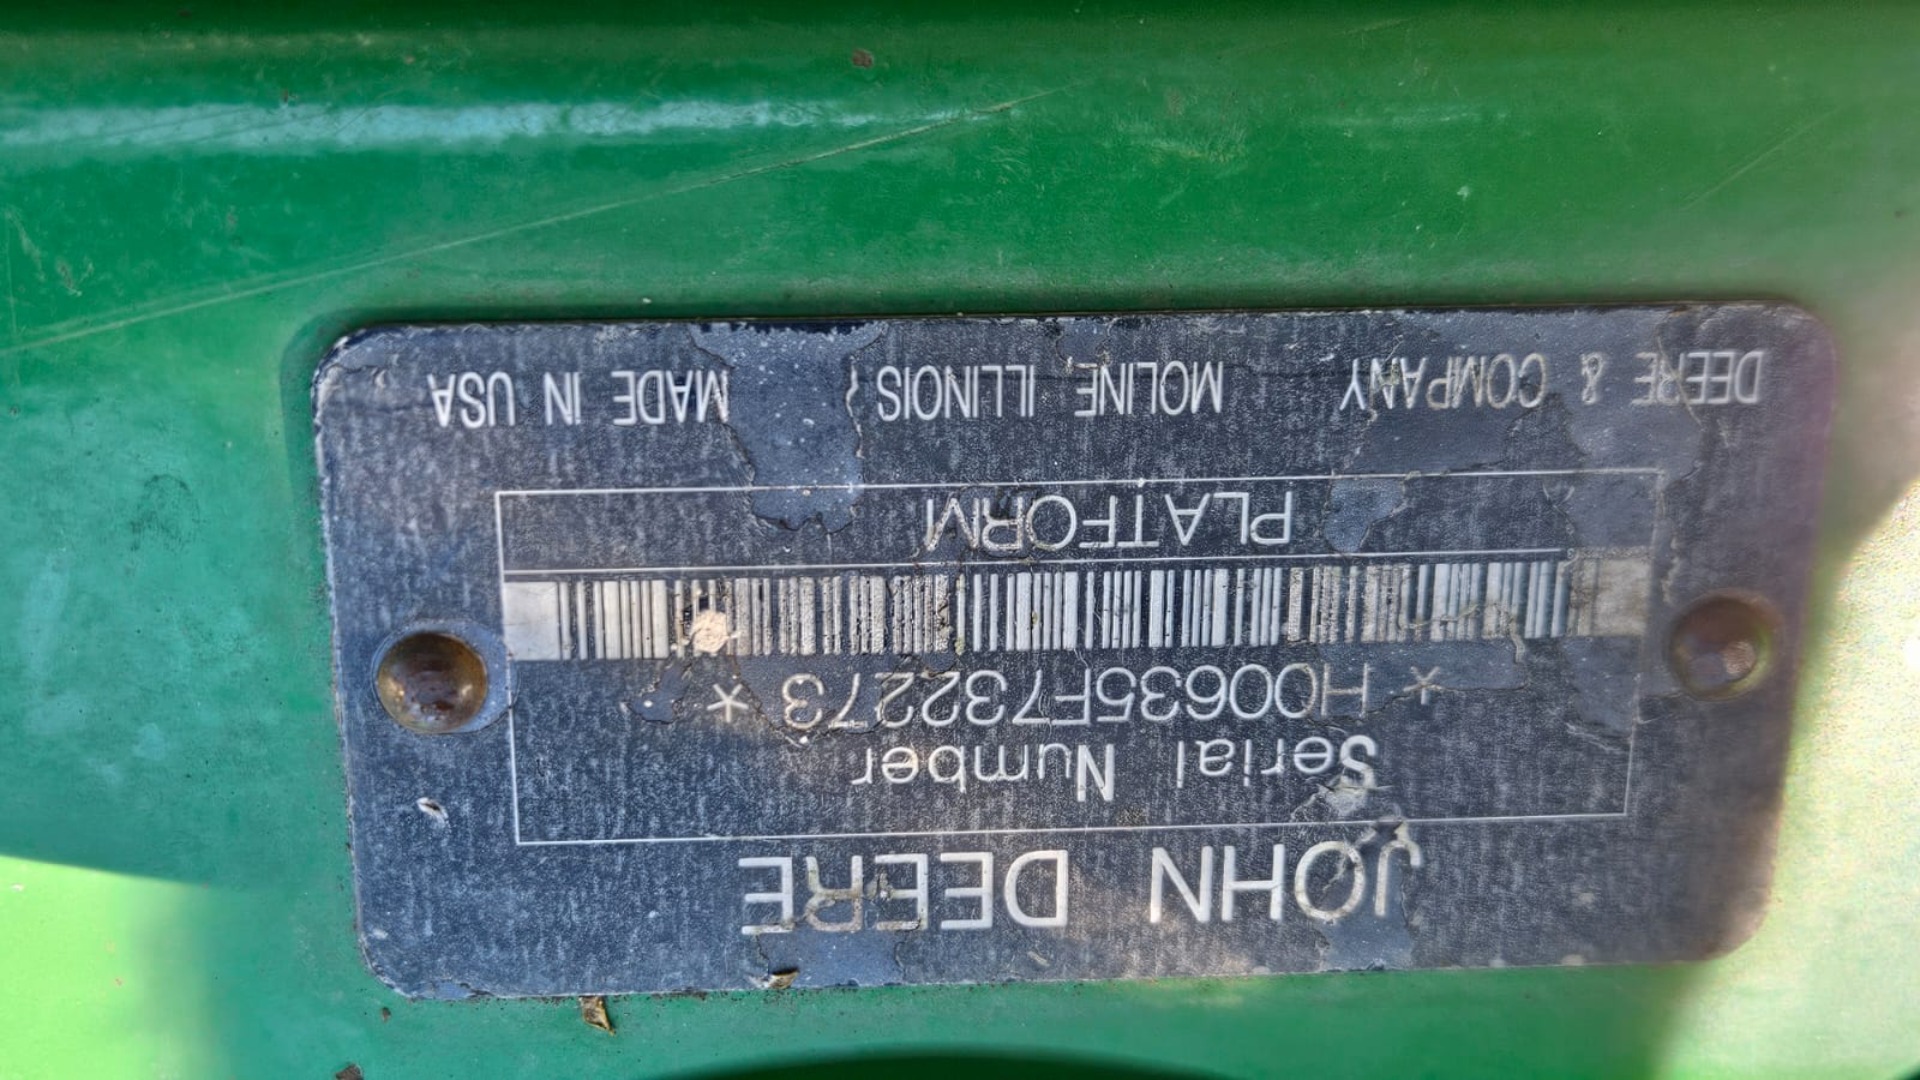 JOHN DEERE
Serial Number
* H00635F732273 *
PLATFORM
DEERE & COMPANY MOLINE ILLINOIS MADE IN USA